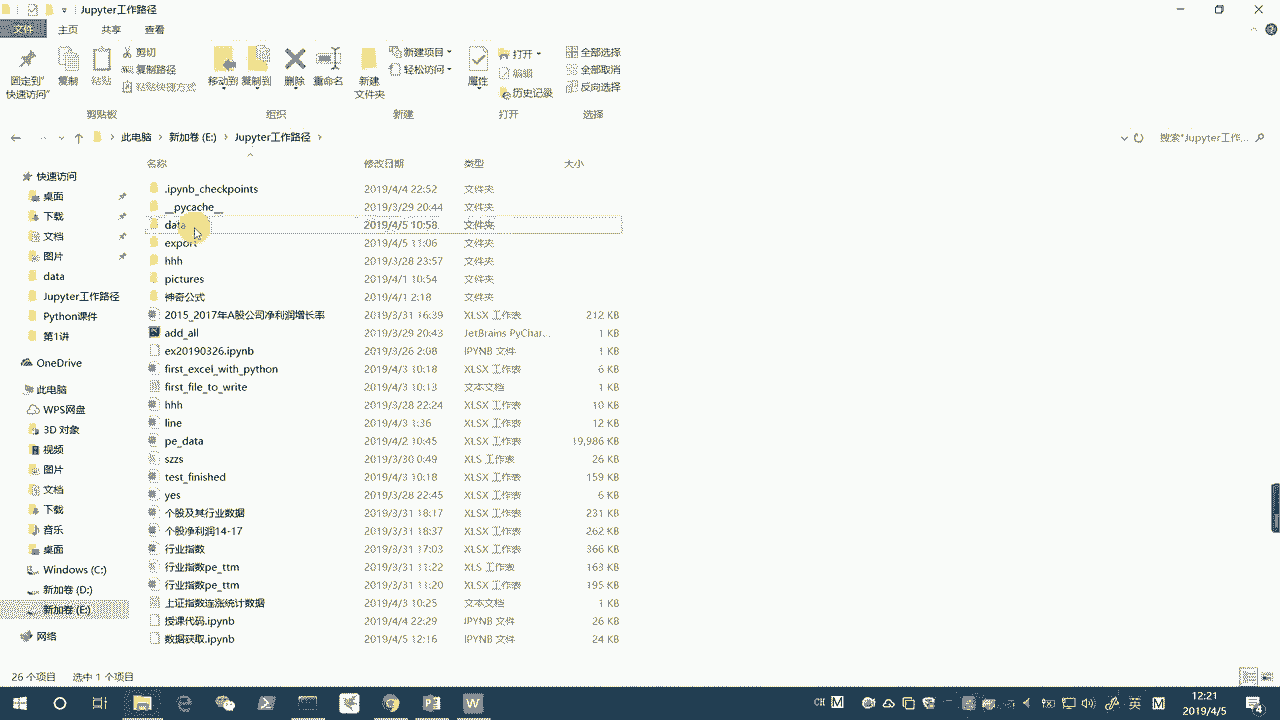 Jupyter工作路径
文件 主页 共享 查看
固定到"快速访问" 复制 粘贴 剪切 复制路径 粘贴快捷方式 移动到 复制到 删除 重命名 新建文件夹 新建项目 轻松访问 属性 打开 编辑 历史记录 全部选择 全部取消 反向选择
剪贴板 组织 新建 打开 选择
此电脑 新加卷 (E:) Jupyter工作路径 搜索"Jupyter工作...
名称 修改日期 类型 大小
快速访问
桌面
下载
文档
图片
data
Jupyter工作路径
Python课件
第1讲
OneDrive
此电脑
WPS网盘
3D 对象
视频
图片
文档
下载
音乐
桌面
Windows (C:)
新加卷 (D:)
新加卷 (E:)
网络
.ipynb_checkpoints 2019/4/4 22:52 文件夹
__pycache__ 2019/3/29 20:44 文件夹
data 2019/4/5 10:58 文件夹
export 2019/4/5 11:06 文件夹
hhh 2019/3/28 23:57 文件夹
pictures 2019/4/1 10:54 文件夹
神奇公式 2019/4/1 2:18 文件夹
2015_2017年A股公司净利润增长率 2019/3/31 16:39 XLSX 工作表 212 KB
add_all 2019/3/29 20:43 JetBrains PyChar... 1 KB
ex20190326.ipynb 2019/3/26 2:08 IPYNB 文件 1 KB
first_excel_with_python 2019/4/3 10:18 XLSX 工作表 6 KB
first_file_to_write 2019/4/3 10:13 文本文档 1 KB
hhh 2019/3/28 22:24 XLSX 工作表 10 KB
line 2019/4/3 1:36 XLSX 工作表 12 KB
pe_data 2019/4/2 10:45 XLSX 工作表 19,986 KB
szzs 2019/3/30 0:49 XLS 工作表 26 KB
test_finished 2019/4/3 10:18 XLSX 工作表 159 KB
yes 2019/3/28 22:45 XLSX 工作表 6 KB
个股及其行业数据 2019/3/31 18:17 XLSX 工作表 231 KB
个股净利润14-17 2019/3/31 18:37 XLSX 工作表 262 KB
行业指数 2019/3/31 17:03 XLSX 工作表 366 KB
行业指数pe_ttm 2019/3/31 11:22 XLS 工作表 163 KB
行业指数pe_ttm 2019/3/31 11:20 XLSX 工作表 195 KB
上证指数连涨统计数据 2019/4/3 10:25 文本文档 1 KB
授课代码.ipynb 2019/4/4 22:29 IPYNB 文件 26 KB
数据获取.ipynb 2019/4/5 12:16 IPYNB 文件 24 KB
26 个项目 选中 1 个项目
CH M 英 M 12:21
2019/4/5